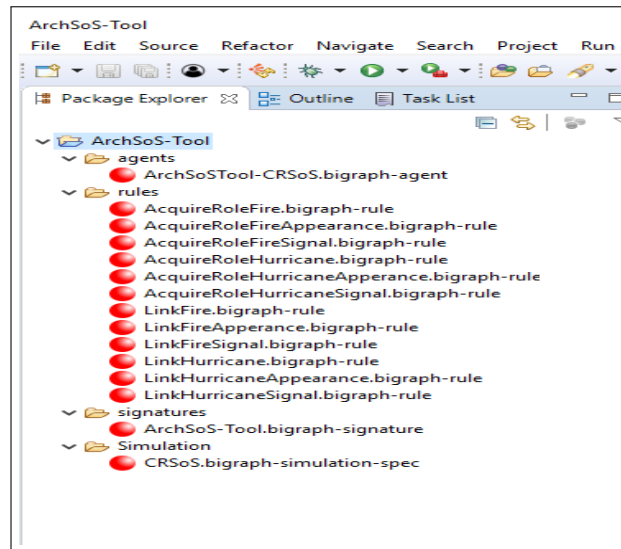 ArchSoS-Tool
File Edit Source Refactor Navigate Search Project Run
Package Explorer Outline Task List
ArchSoS-Tool
agents
ArchSoSTool-CRSoS.bigraph-agent
rules
AcquireRoleFire.bigraph-rule
AcquireRoleFireAppearance.bigraph-rule
AcquireRoleFireSignal.bigraph-rule
AcquireRoleHurricane.bigraph-rule
AcquireRoleHurricaneApperance.bigraph-rule
AcquireRoleHurricaneSignal.bigraph-rule
LinkFire.bigraph-rule
LinkFireApperance.bigraph-rule
LinkFireSignal.bigraph-rule
LinkHurricane.bigraph-rule
LinkHurricaneAppearance.bigraph-rule
LinkHurricaneSignal.bigraph-rule
signatures
ArchSoS-Tool.bigraph-signature
Simulation
CRSoS.bigraph-simulation-spec